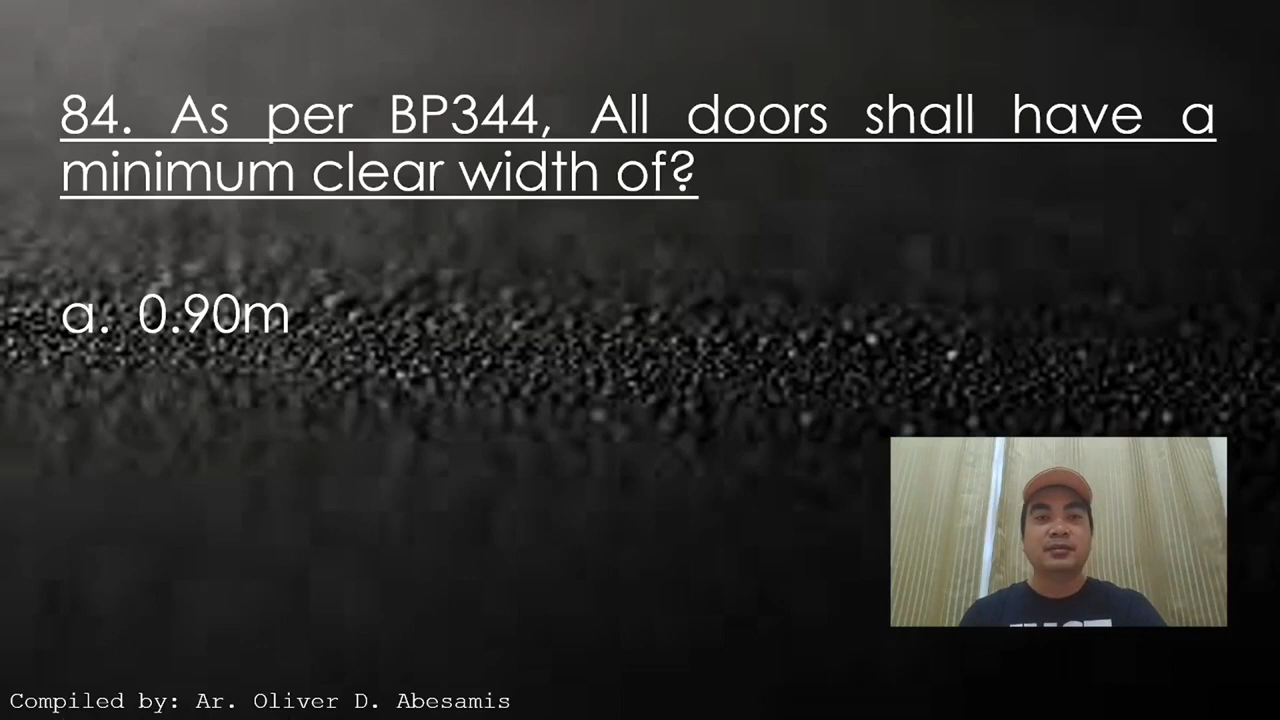 84. As per BP344, All doors shall have a
minimum clear width of?
a. 0.90m
Compiled by: Ar. Oliver D. Abesamis